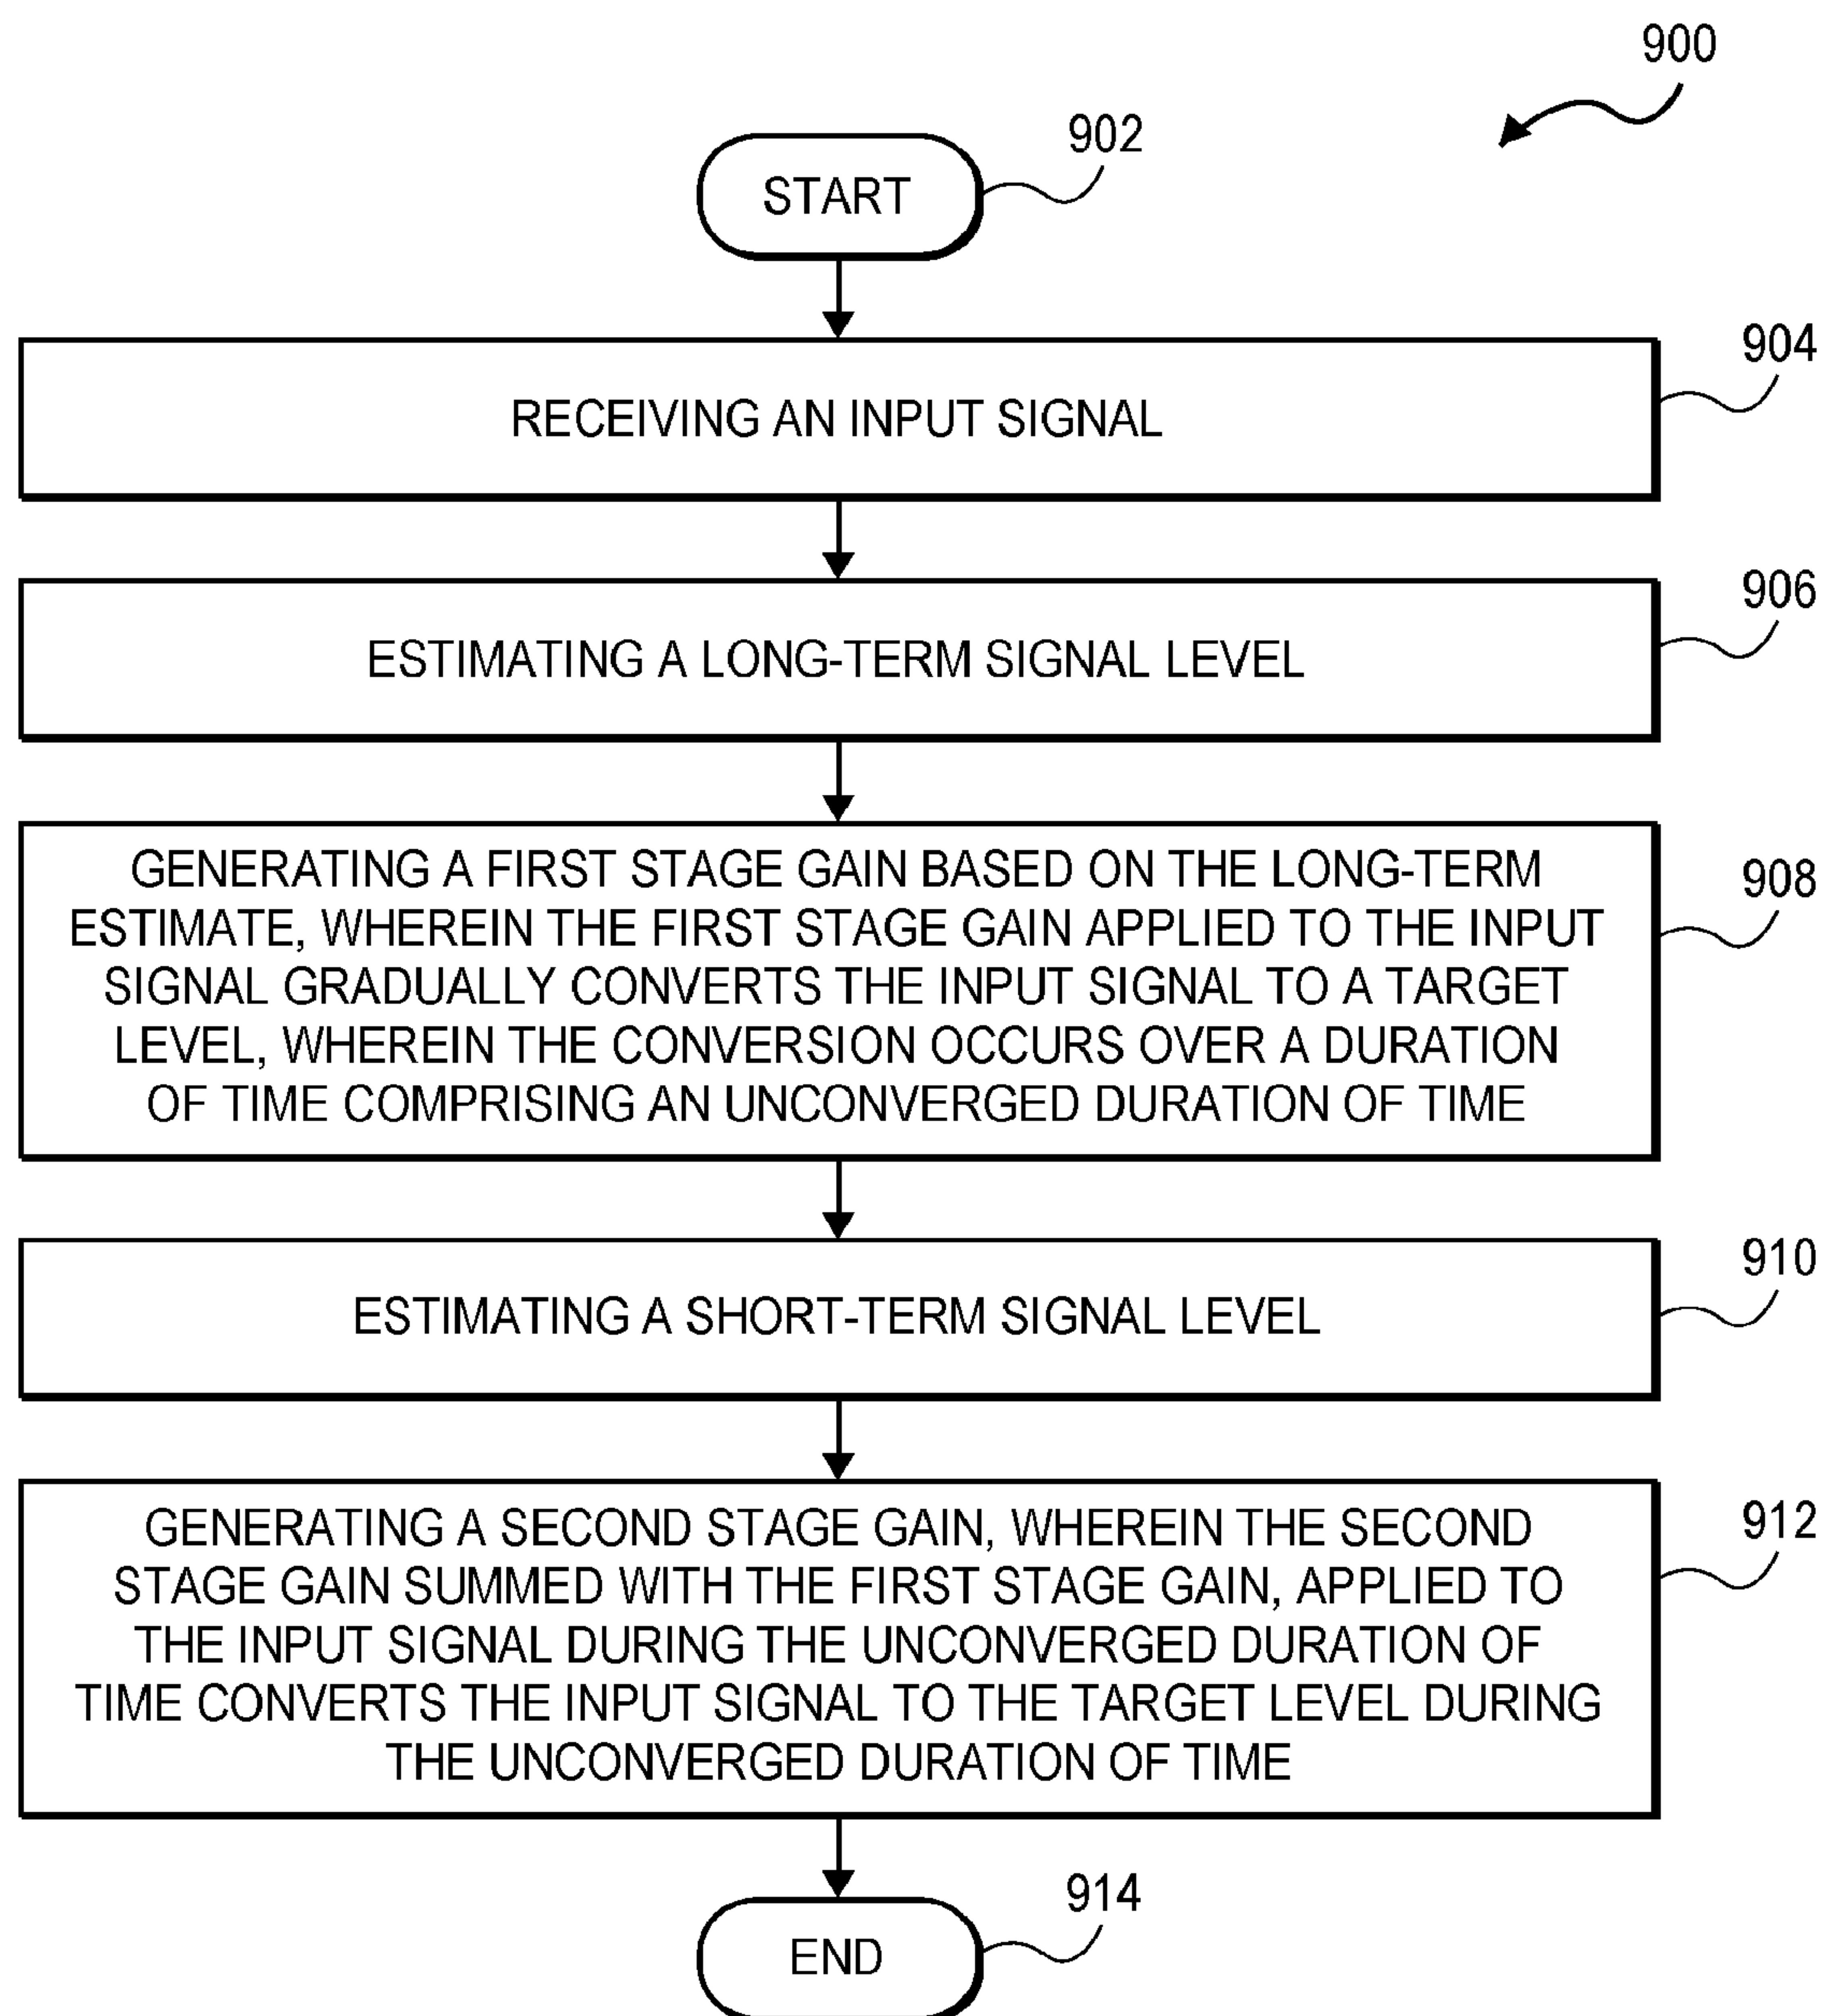 900
START
902
RECEIVING AN INPUT SIGNAL
904
ESTIMATING A LONG-TERM SIGNAL LEVEL
906
GENERATING A FIRST STAGE GAIN BASED ON THE LONG-TERM
ESTIMATE, WHEREIN THE FIRST STAGE GAIN APPLIED TO THE INPUT
SIGNAL GRADUALLY CONVERTS THE INPUT SIGNAL TO A TARGET
LEVEL, WHEREIN THE CONVERSION OCCURS OVER A DURATION
OF TIME COMPRISING AN UNCONVERGED DURATION OF TIME
908
ESTIMATING A SHORT-TERM SIGNAL LEVEL
910
GENERATING A SECOND STAGE GAIN, WHEREIN THE SECOND
STAGE GAIN SUMMED WITH THE FIRST STAGE GAIN, APPLIED TO
THE INPUT SIGNAL DURING THE UNCONVERGED DURATION OF
TIME CONVERTS THE INPUT SIGNAL TO THE TARGET LEVEL DURING
THE UNCONVERGED DURATION OF TIME
912
END
914